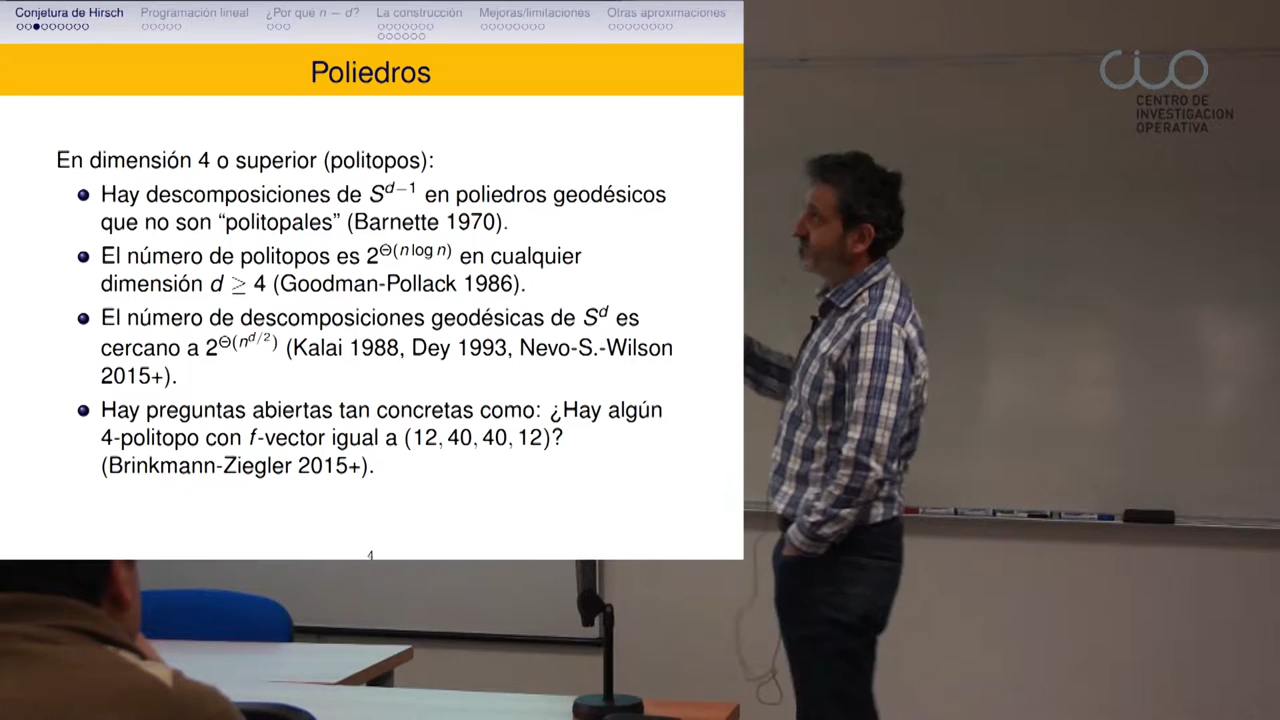 Conjetura de Hirsch
Programación lineal
¿Por qué n − d?
La construcción
Mejoras/limitaciones
Otras aproximaciones
Poliedros
En dimensión 4 o superior (politopos):
Hay descomposiciones de S^{d−1} en poliedros geodésicos
que no son “politopales” (Barnette 1970).
El número de politopos es 2^{Θ(n log n)} en cualquier
dimensión d ≥ 4 (Goodman-Pollack 1986).
El número de descomposiciones geodésicas de S^d es
cercano a 2^{Θ(n^{d/2})} (Kalai 1988, Dey 1993, Nevo-S.-Wilson
2015+).
Hay preguntas abiertas tan concretas como: ¿Hay algún
4-politopo con f-vector igual a (12, 40, 40, 12)?
(Brinkmann-Ziegler 2015+).
4
CIO
CENTRO DE
INVESTIGACION
OPERATIVA